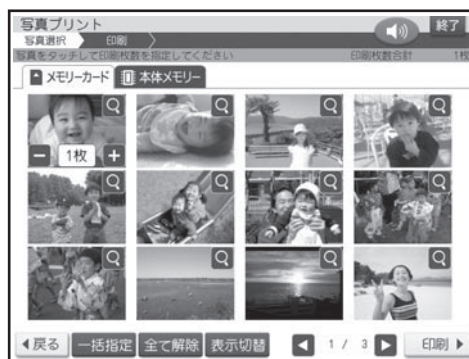 写真プリント
終了
写真選択 印刷
写真をタッチして印刷枚数を指定してください 印刷枚数合計 1枚
メモリーカード 本体メモリー
1枚
戻る 一括指定 全て解除 表示切替 1 / 3 印刷